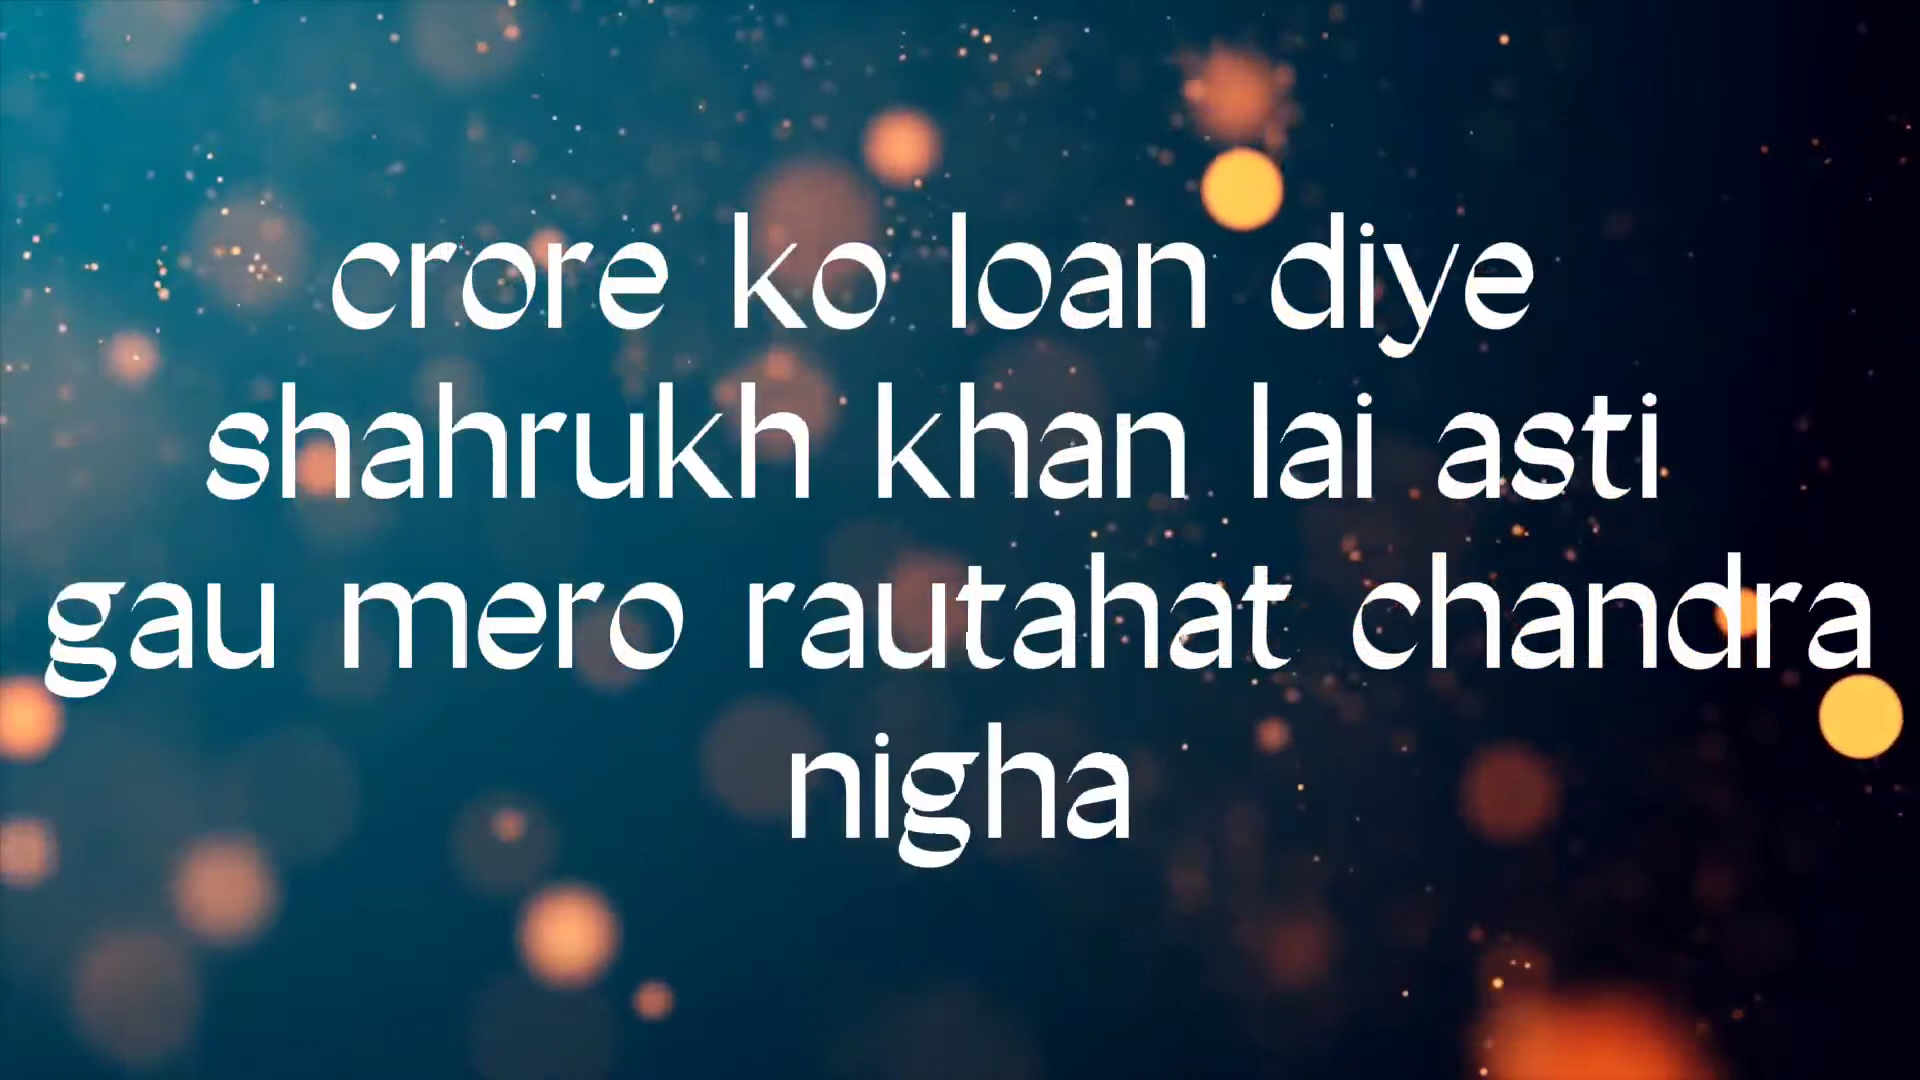 crore ko loan diye
shahrukh khan lai asti
gau mero rautahat chandra
nigha